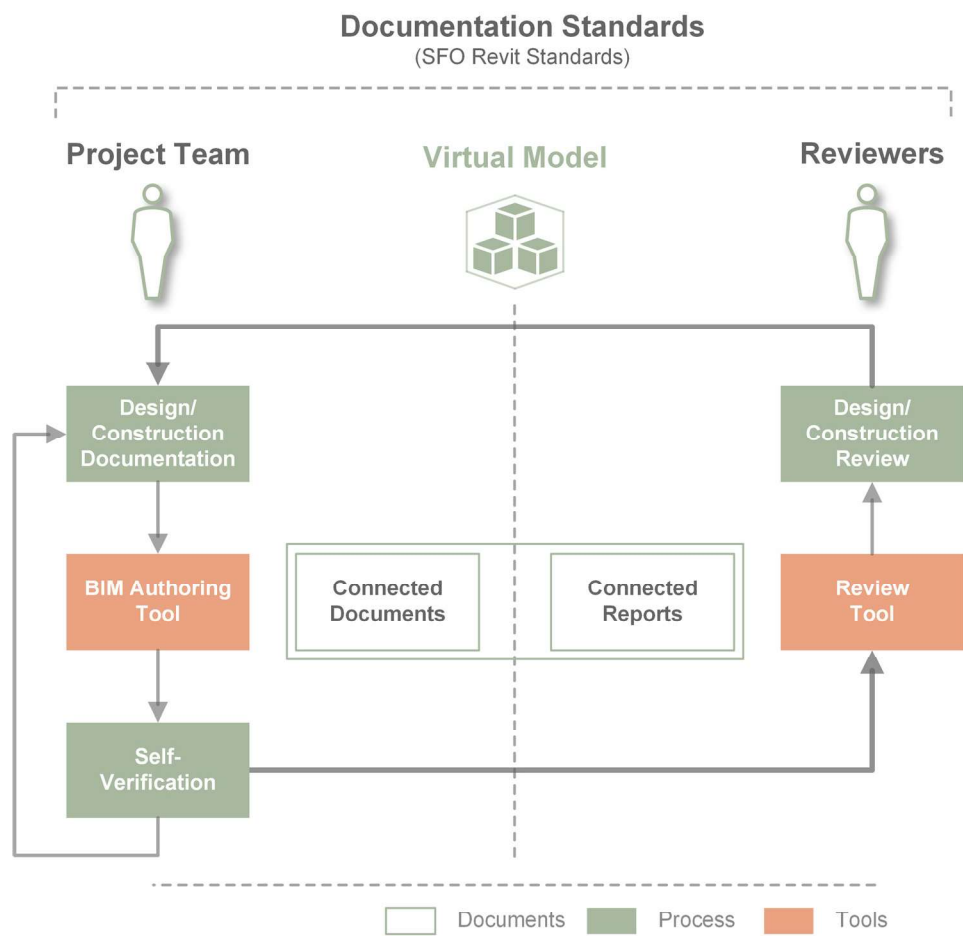 Documentation Standards
(SFO Revit Standards)
Project Team
Virtual Model
Reviewers
Design/
Construction
Documentation
Design/
Construction
Review
BIM Authoring
Tool
Connected
Documents
Connected
Reports
Review
Tool
Self-
Verification
Documents
Process
Tools